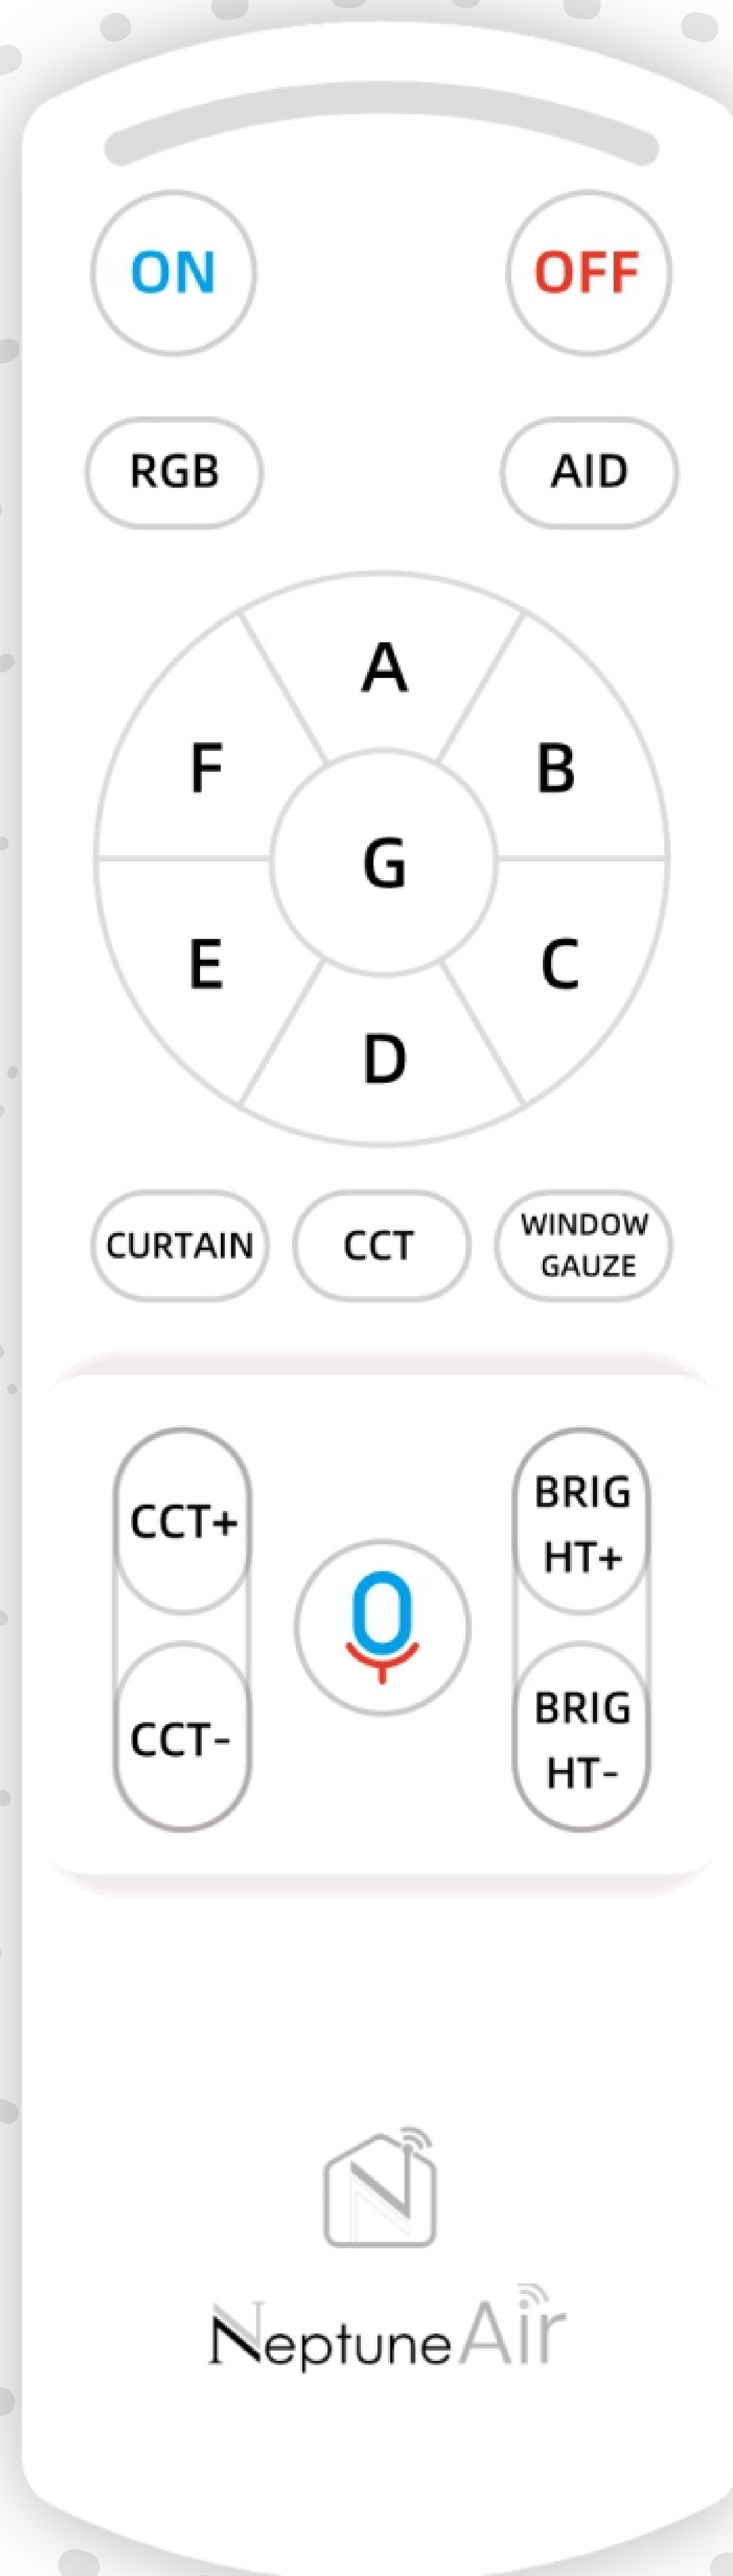 ON
OFF
RGB
AID
A
F
B
G
E
C
D
CURTAIN
CCT
WINDOW
GAUZE
CCT+
BRIG
HT+
CCT-
BRIG
HT-
NeptuneAir